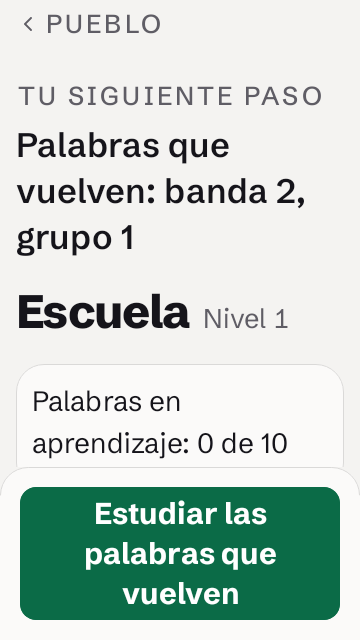 PUEBLO
TU SIGUIENTE PASO
Palabras que
vuelven: banda 2,
grupo 1
Escuela Nivel 1
Palabras en
aprendizaje: 0 de 10
Estudiar las
palabras que
vuelven